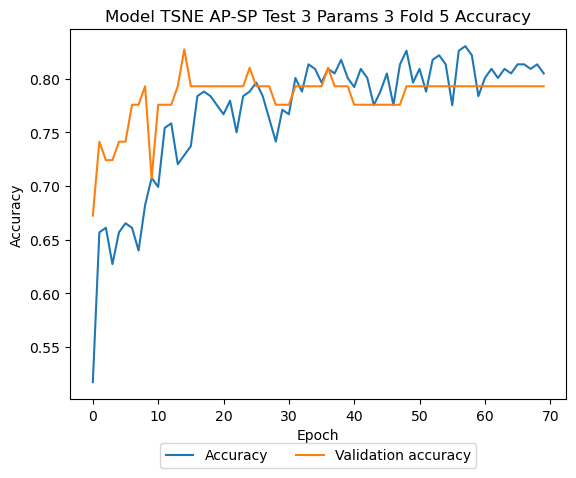 Model TSNE AP-SP Test 3 Params 3 Fold 5 Accuracy
Accuracy
0.80
0.75
0.70
0.65
0.60
0.55
0 10 20 30 40 50 60 70
Epoch
Accuracy Validation accuracy